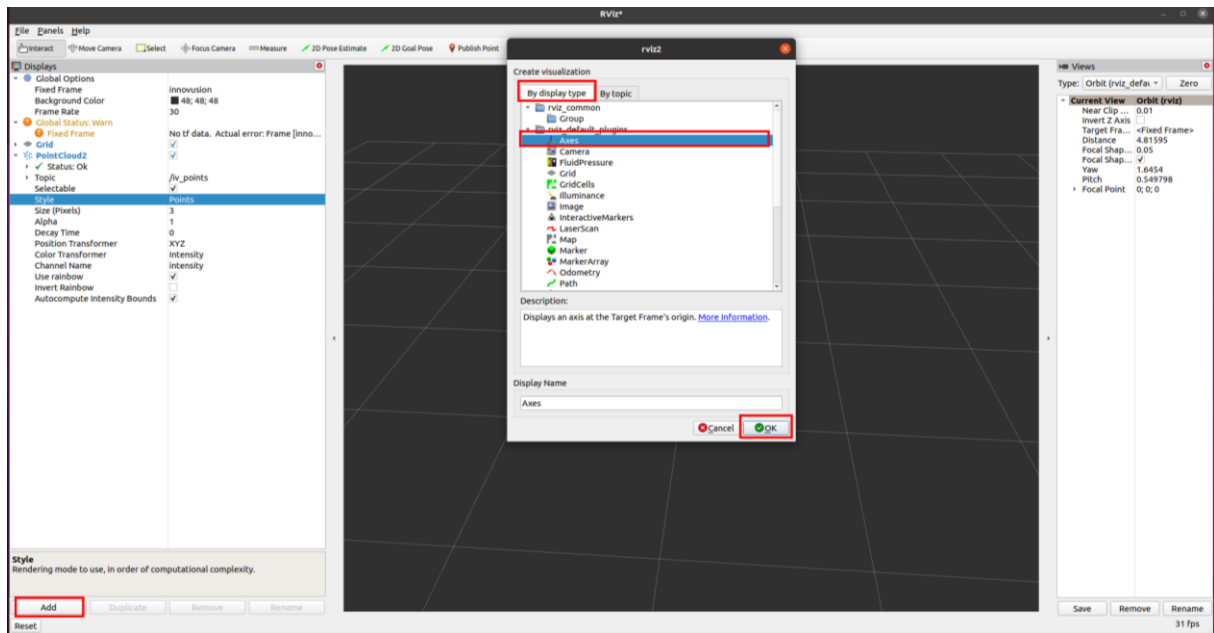 RViz*
File Panels Help
Interact Move Camera Select Focus Camera Measure 2D Pose Estimate 2D Goal Pose Publish Point
Displays
Global Options
Fixed Frame innovusion
Background Color 48; 48; 48
Frame Rate 30
Global Status: Warn
Fixed Frame No tf data. Actual error: Frame [inno...
Grid
PointCloud2
Status: Ok
Topic /iv_points
Selectable
Style Points
Size (Pixels) 3
Alpha 1
Decay Time 0
Position Transformer XYZ
Color Transformer Intensity
Channel Name intensity
Use rainbow
Invert Rainbow
Autocompute Intensity Bounds
Style
Rendering mode to use, in order of computational complexity.
Add Duplicate Remove Rename
Reset
rviz2
Create visualization
By display type By topic
rviz_common
Group
rviz_default_plugins
Axes
Camera
FluidPressure
Grid
GridCells
Illuminance
Image
InteractiveMarkers
LaserScan
Map
Marker
MarkerArray
Odometry
Path
Description:
Displays an axis at the Target Frame's origin. More Information.
Display Name
Axes
Cancel OK
Views
Type: Orbit (rviz_defau Zero
Current View Orbit (rviz)
Near Clip ... 0.01
Invert Z Axis
Target Fra... <Fixed Frame>
Distance 4.81595
Focal Shap... 0.05
Focal Shap...
Yaw 1.6454
Pitch 0.549798
Focal Point 0; 0; 0
Save Remove Rename
31 fps